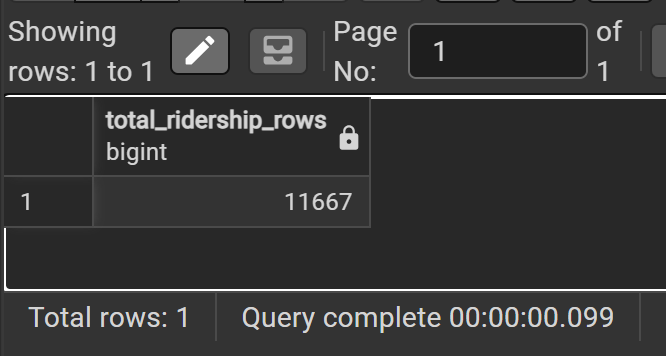 Showing rows: 1 to 1
Page No:
1
of 1
total_ridership_rows
bigint
1
11667
Total rows: 1
Query complete 00:00:00.099